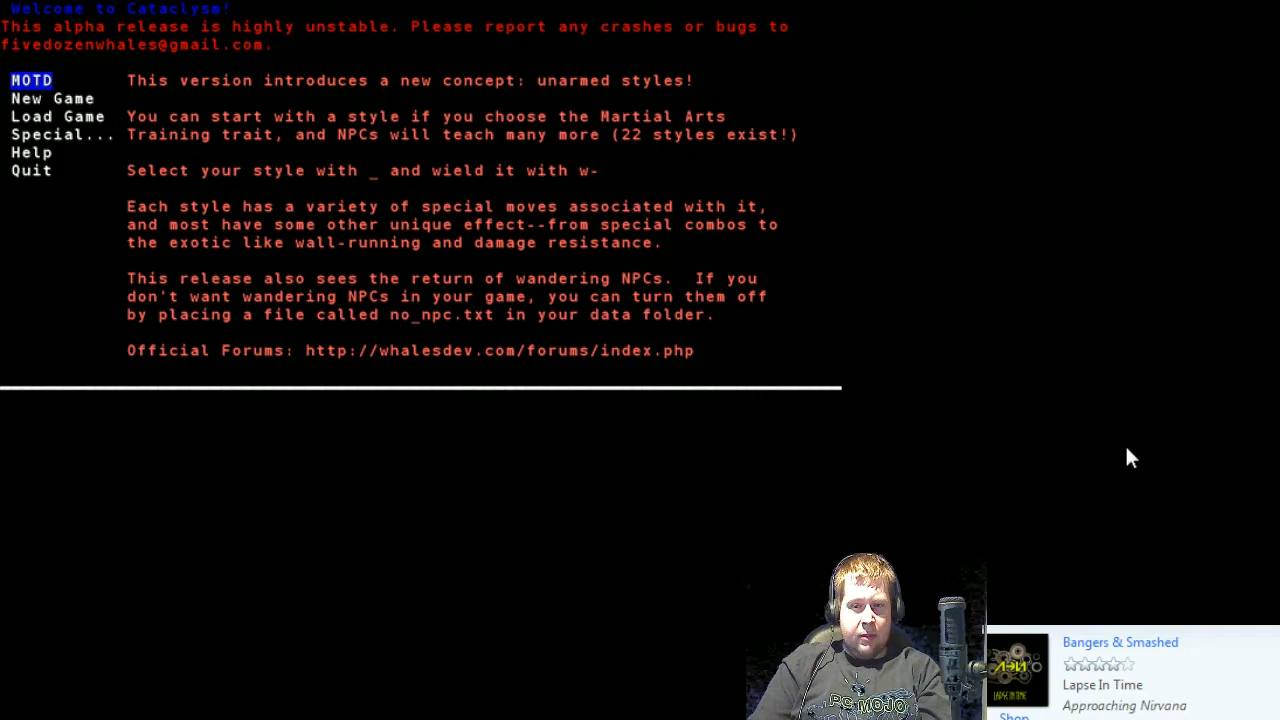 Welcome to Cataclysm!
This alpha release is highly unstable. Please report any crashes or bugs to
fivedozenwhales@gmail.com.
MOTD
New Game
Load Game
Special...
Help
Quit
This version introduces a new concept: unarmed styles!
You can start with a style if you choose the Martial Arts
Training trait, and NPCs will teach many more (22 styles exist!)
Select your style with _ and wield it with w-
Each style has a variety of special moves associated with it,
and most have some other unique effect--from special combos to
the exotic like wall-running and damage resistance.
This release also sees the return of wandering NPCs.  If you
don't want wandering NPCs in your game, you can turn them off
by placing a file called no_npc.txt in your data folder.
Official Forums: http://whalesdev.com/forums/index.php
PC MOJO
LAPSE IN TIME
Bangers & Smashed
Lapse In Time
Approaching Nirvana
Shop